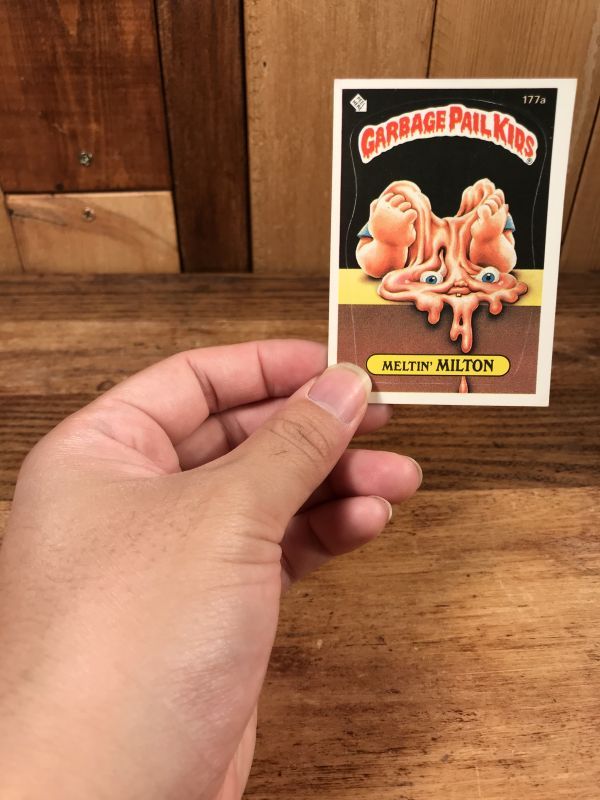 177a
GARBAGE PAIL KIDS
®
MELTIN' MILTON